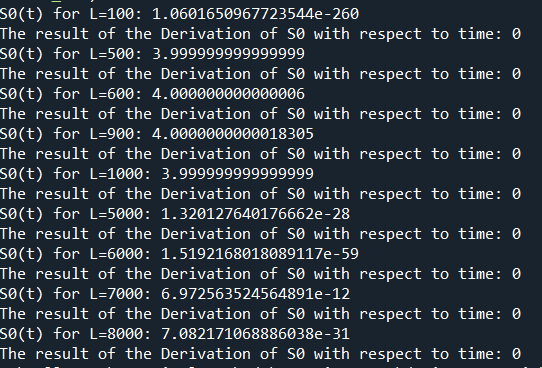 S0(t) for L=100: 1.0601650967723544e-260
The result of the Derivation of S0 with respect to time: 0
S0(t) for L=500: 3.999999999999999
The result of the Derivation of S0 with respect to time: 0
S0(t) for L=600: 4.000000000000006
The result of the Derivation of S0 with respect to time: 0
S0(t) for L=900: 4.0000000000018305
The result of the Derivation of S0 with respect to time: 0
S0(t) for L=1000: 3.999999999999999
The result of the Derivation of S0 with respect to time: 0
S0(t) for L=5000: 1.320127640176662e-28
The result of the Derivation of S0 with respect to time: 0
S0(t) for L=6000: 1.5192168018089117e-59
The result of the Derivation of S0 with respect to time: 0
S0(t) for L=7000: 6.972563524564891e-12
The result of the Derivation of S0 with respect to time: 0
S0(t) for L=8000: 7.082171068886038e-31
The result of the Derivation of S0 with respect to time: 0